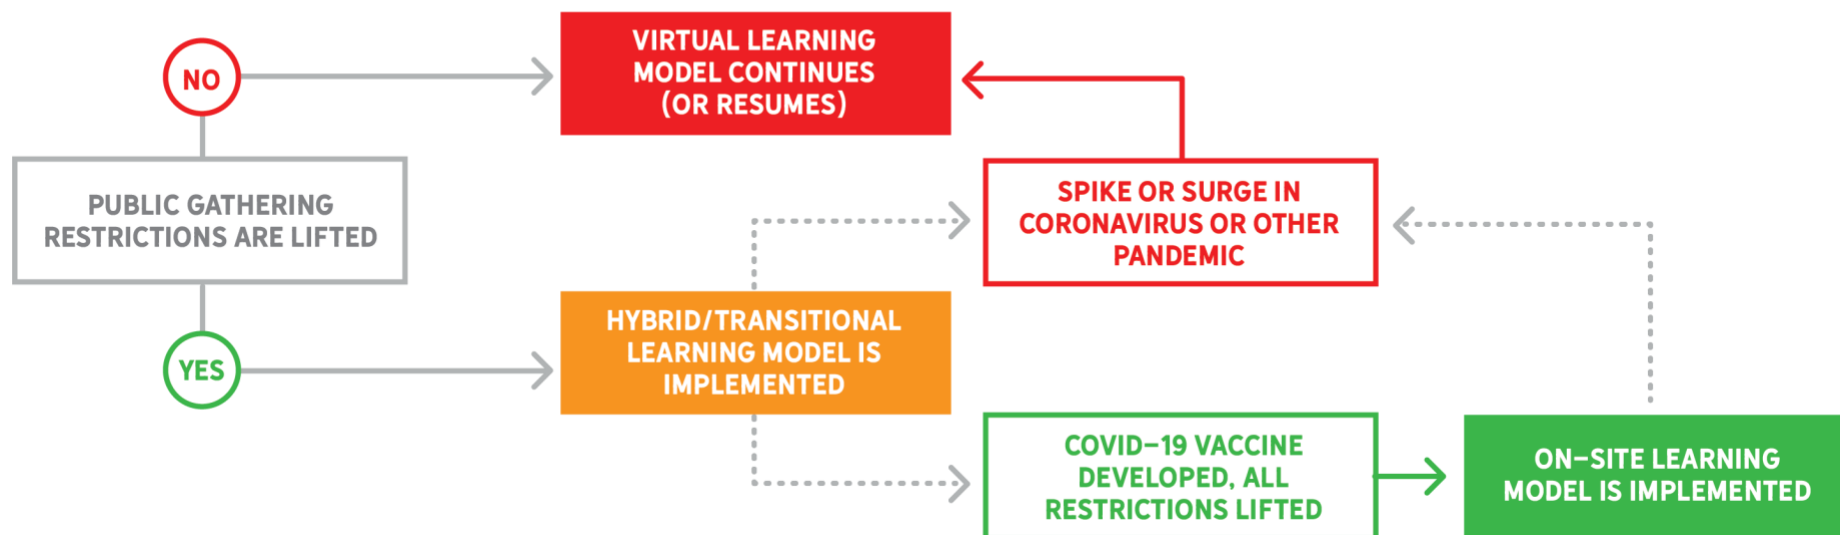 NO
VIRTUAL LEARNING
MODEL CONTINUES
(OR RESUMES)
PUBLIC GATHERING
RESTRICTIONS ARE LIFTED
SPIKE OR SURGE IN
CORONAVIRUS OR OTHER
PANDEMIC
YES
HYBRID/TRANSITIONAL
LEARNING MODEL IS
IMPLEMENTED
COVID–19 VACCINE
DEVELOPED, ALL
RESTRICTIONS LIFTED
ON–SITE LEARNING
MODEL IS IMPLEMENTED